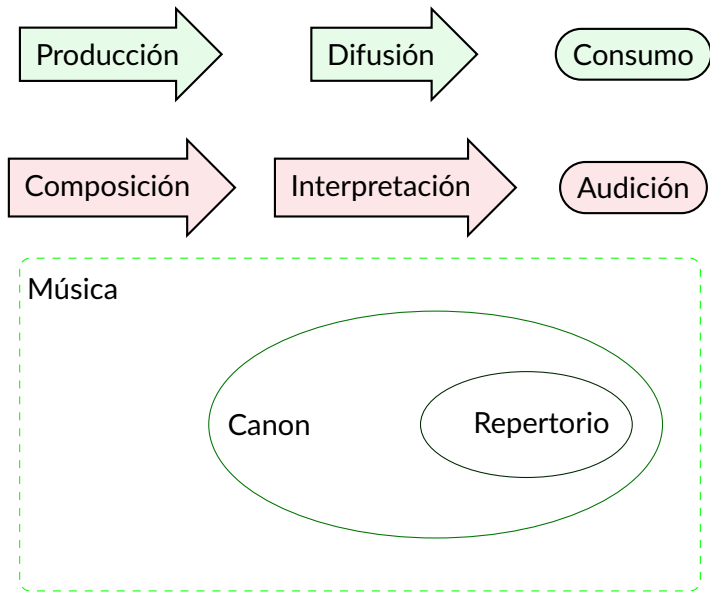 Producción Difusión Consumo
Composición Interpretación Audición
Música
Canon Repertorio